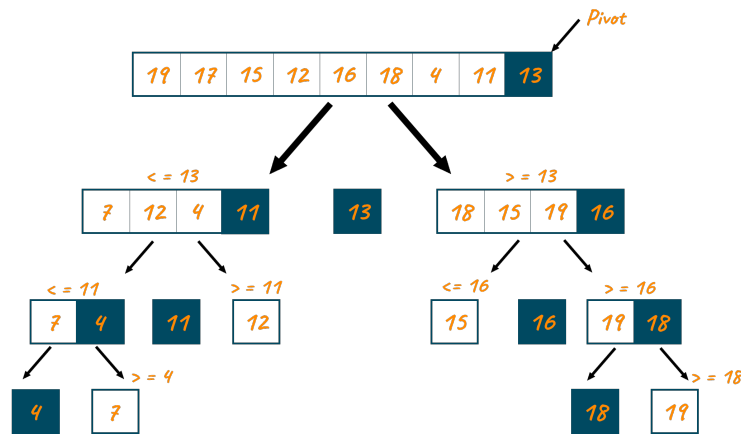 Pivot
19 17 15 12 16 18 4 11 13
< = 13
> = 13
7 12 4 11
13
18 15 19 16
< = 11
> = 11
<= 16
> = 16
7 4
11
12
15
16
19 18
> = 4
> = 18
4
7
18
19